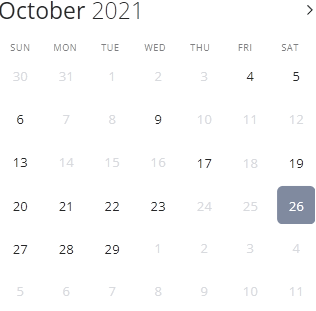 October 2021
SUN MON TUE WED THU FRI SAT
30 31 1 2 3 4 5
6 7 8 9 10 11 12
13 14 15 16 17 18 19
20 21 22 23 24 25 26
27 28 29 1 2 3 4
5 6 7 8 9 10 11